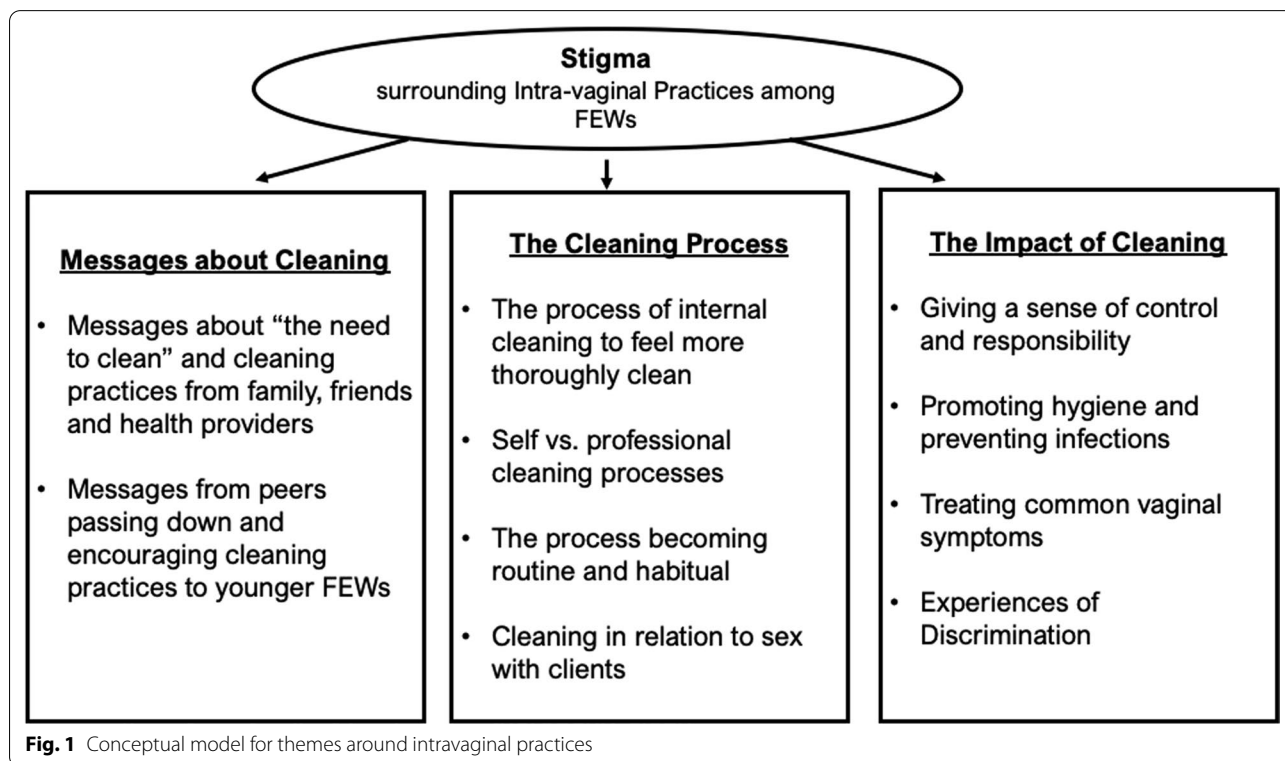 Stigma
surrounding Intra-vaginal Practices among
FEWs
Messages about Cleaning
• Messages about “the need
to clean” and cleaning
practices from family, friends
and health providers
• Messages from peers
passing down and
encouraging cleaning
practices to younger FEWs
The Cleaning Process
• The process of internal
cleaning to feel more
thoroughly clean
• Self vs. professional
cleaning processes
• The process becoming
routine and habitual
• Cleaning in relation to sex
with clients
The Impact of Cleaning
• Giving a sense of control
and responsibility
• Promoting hygiene and
preventing infections
• Treating common vaginal
symptoms
• Experiences of
Discrimination
Fig. 1 Conceptual model for themes around intravaginal practices